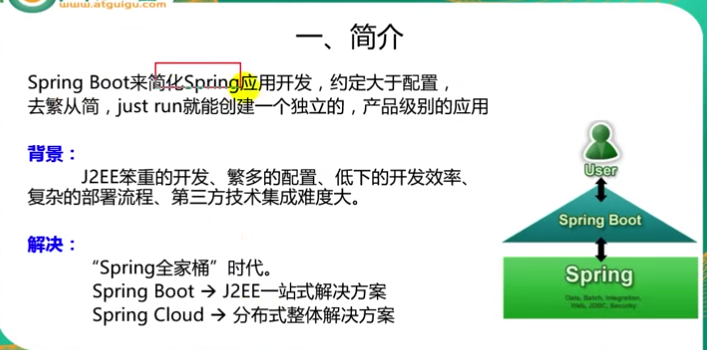 www.atguigu.com
一、简介
Spring Boot来简化Spring应用开发，约定大于配置，
去繁从简，just run就能创建一个独立的，产品级别的应用
背景：
J2EE笨重的开发、繁多的配置、低下的开发效率、
复杂的部署流程、第三方技术集成难度大。
解决：
“Spring全家桶”时代。
Spring Boot → J2EE一站式解决方案
Spring Cloud → 分布式整体解决方案
User
Spring Boot
Spring
Data, Batch, Integration,
Web, JDBC, Security